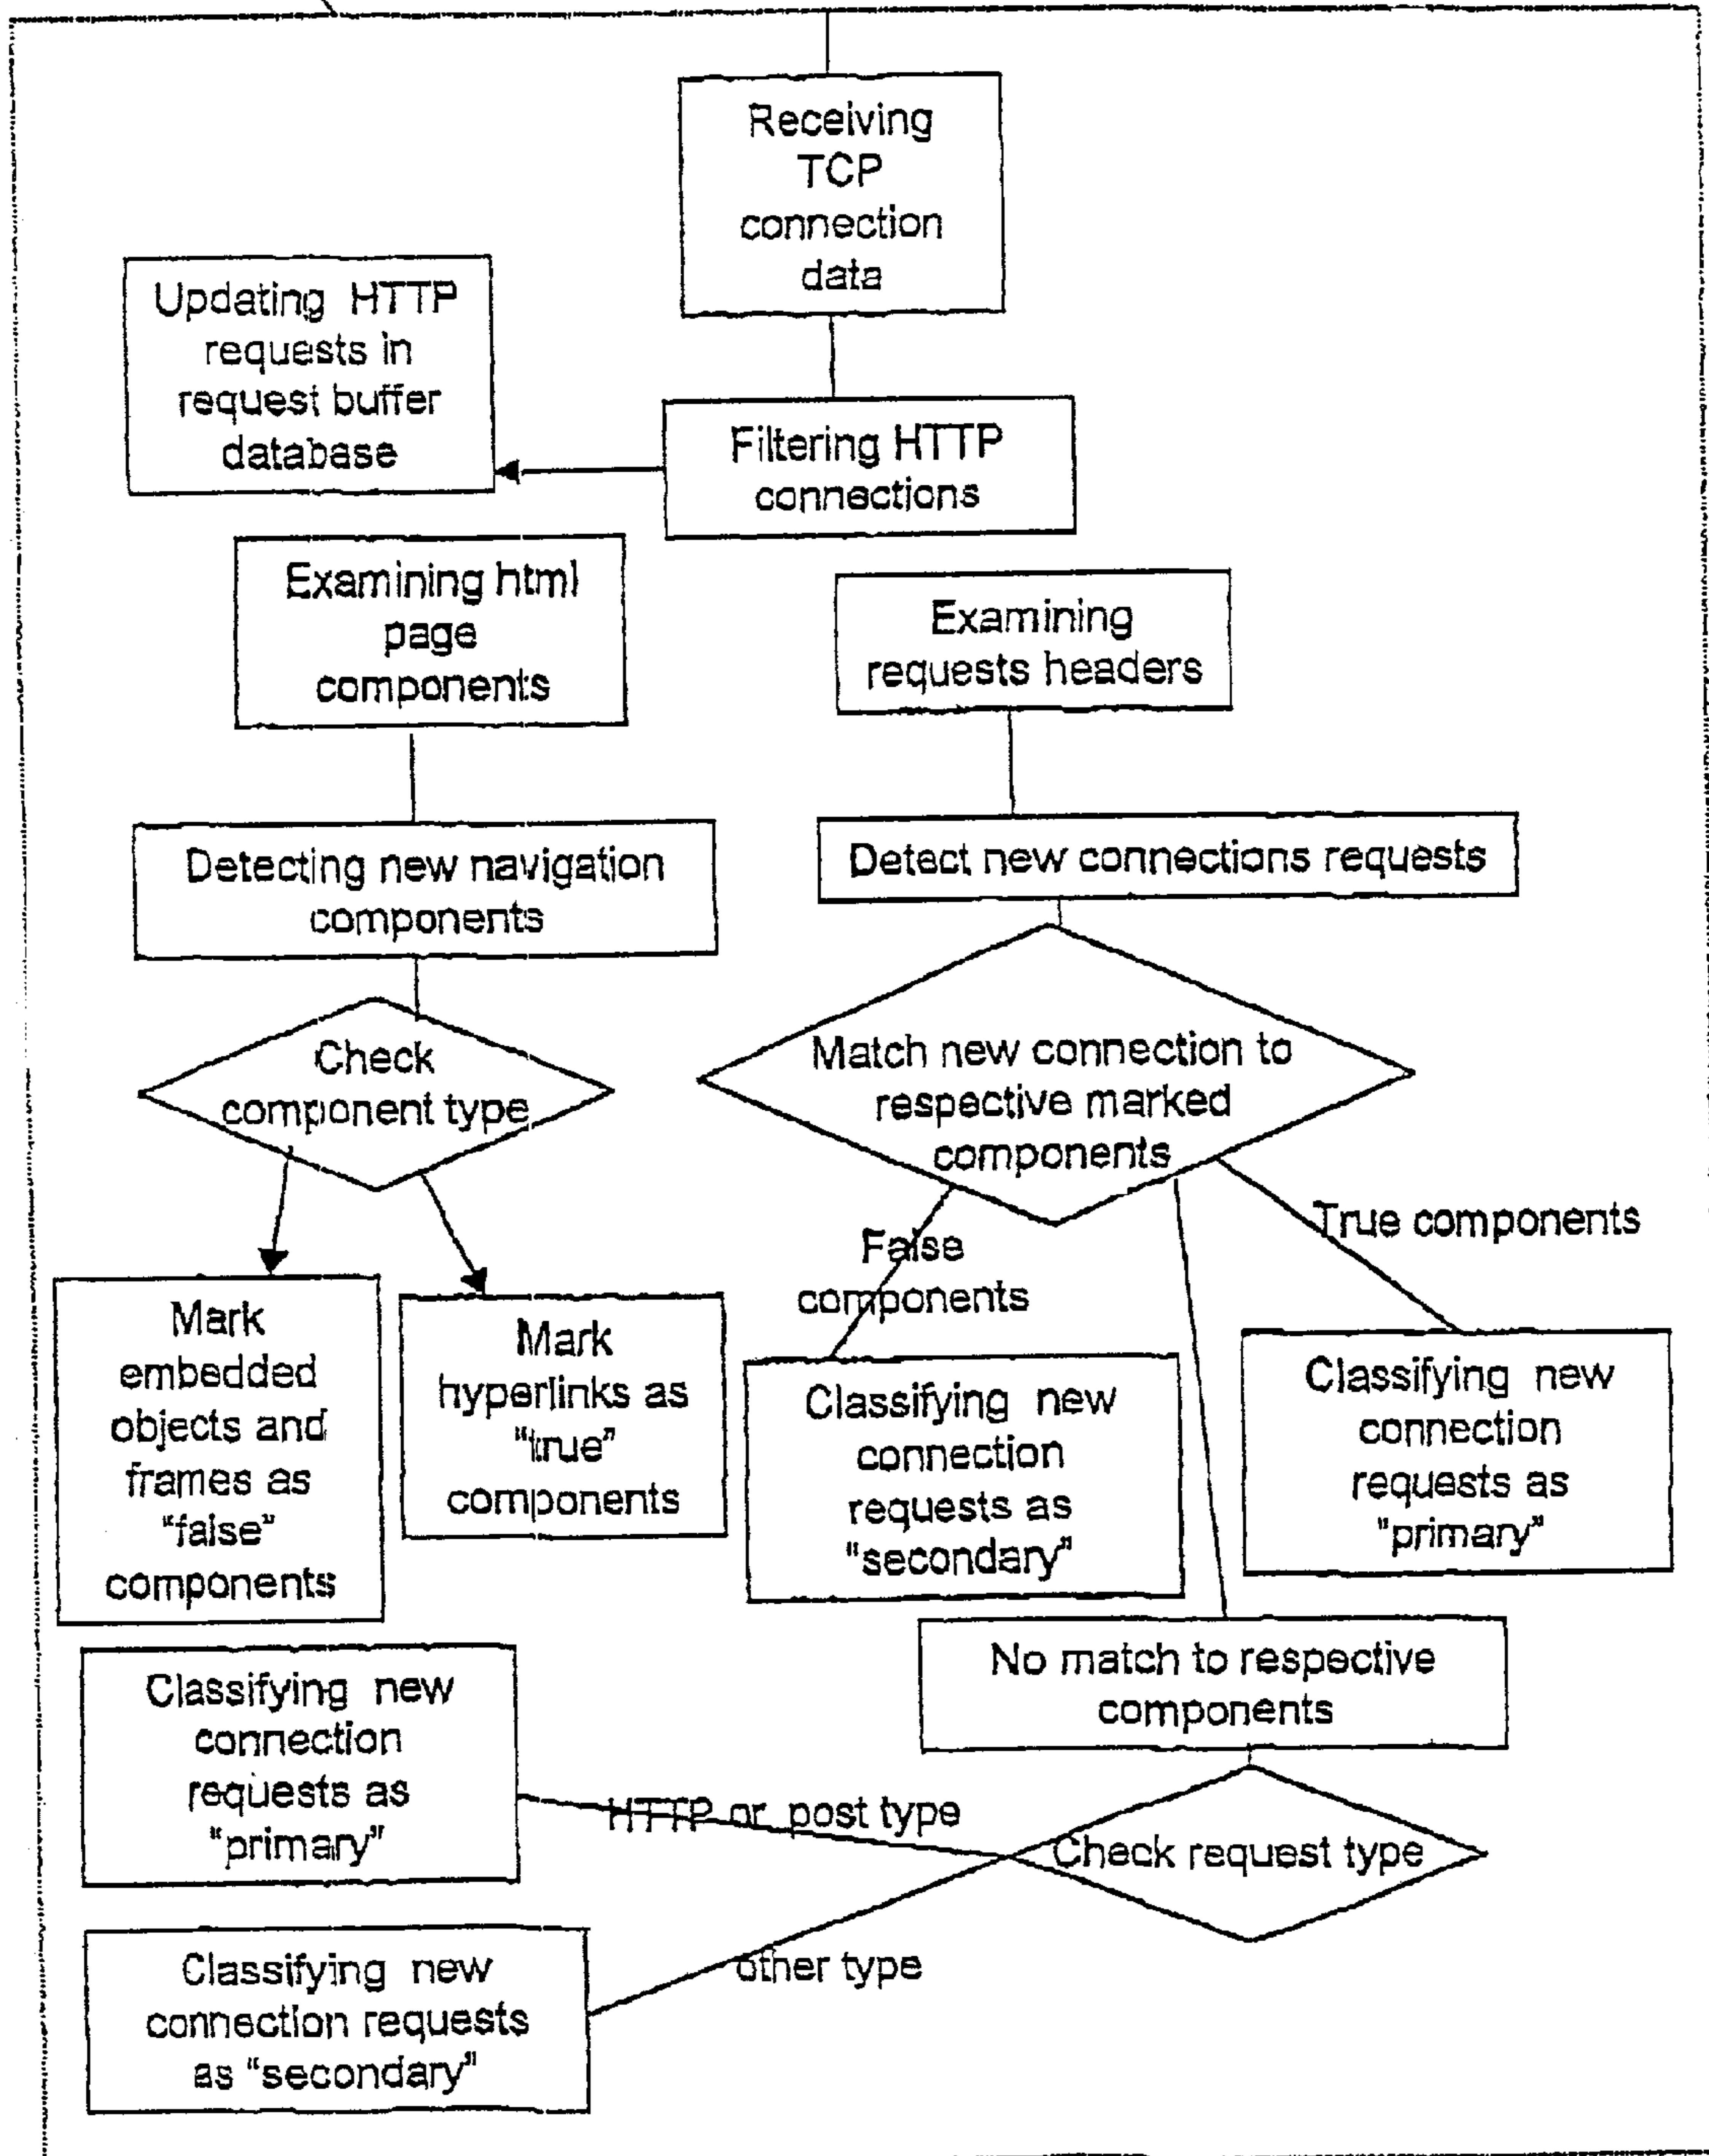 Receiving
TCP
connection
data
Updating HTTP
requests in
request buffer
database
Filtering HTTP
connections
Examining html
page
components
Examining
requests headers
Detecting new navigation
components
Detect new connections requests
Check
component type
Match new connection to
respective marked
components
False
components
True components
Mark
embedded
objects and
frames as
"false"
components
Mark
hyperlinks as
"true"
components
Classifying new
connection
requests as
"secondary"
Classifying new
connection
requests as
"primary"
No match to respective
components
Classifying new
connection
requests as
"primary"
HTTP or post type
Check request type
other type
Classifying new
connection requests
as "secondary"